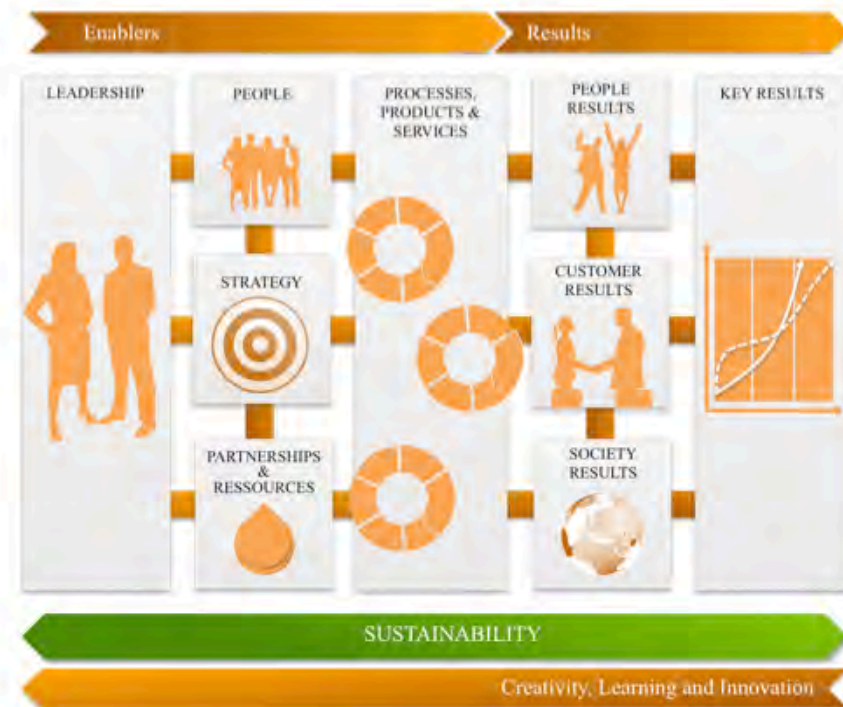 Enablers
Results
LEADERSHIP
PEOPLE
PROCESSES,
PRODUCTS &
SERVICES
PEOPLE
RESULTS
KEY RESULTS
STRATEGY
CUSTOMER
RESULTS
PARTNERSHIPS
&
RESSOURCES
SOCIETY
RESULTS
SUSTAINABILITY
Creativity, Learning and Innovation